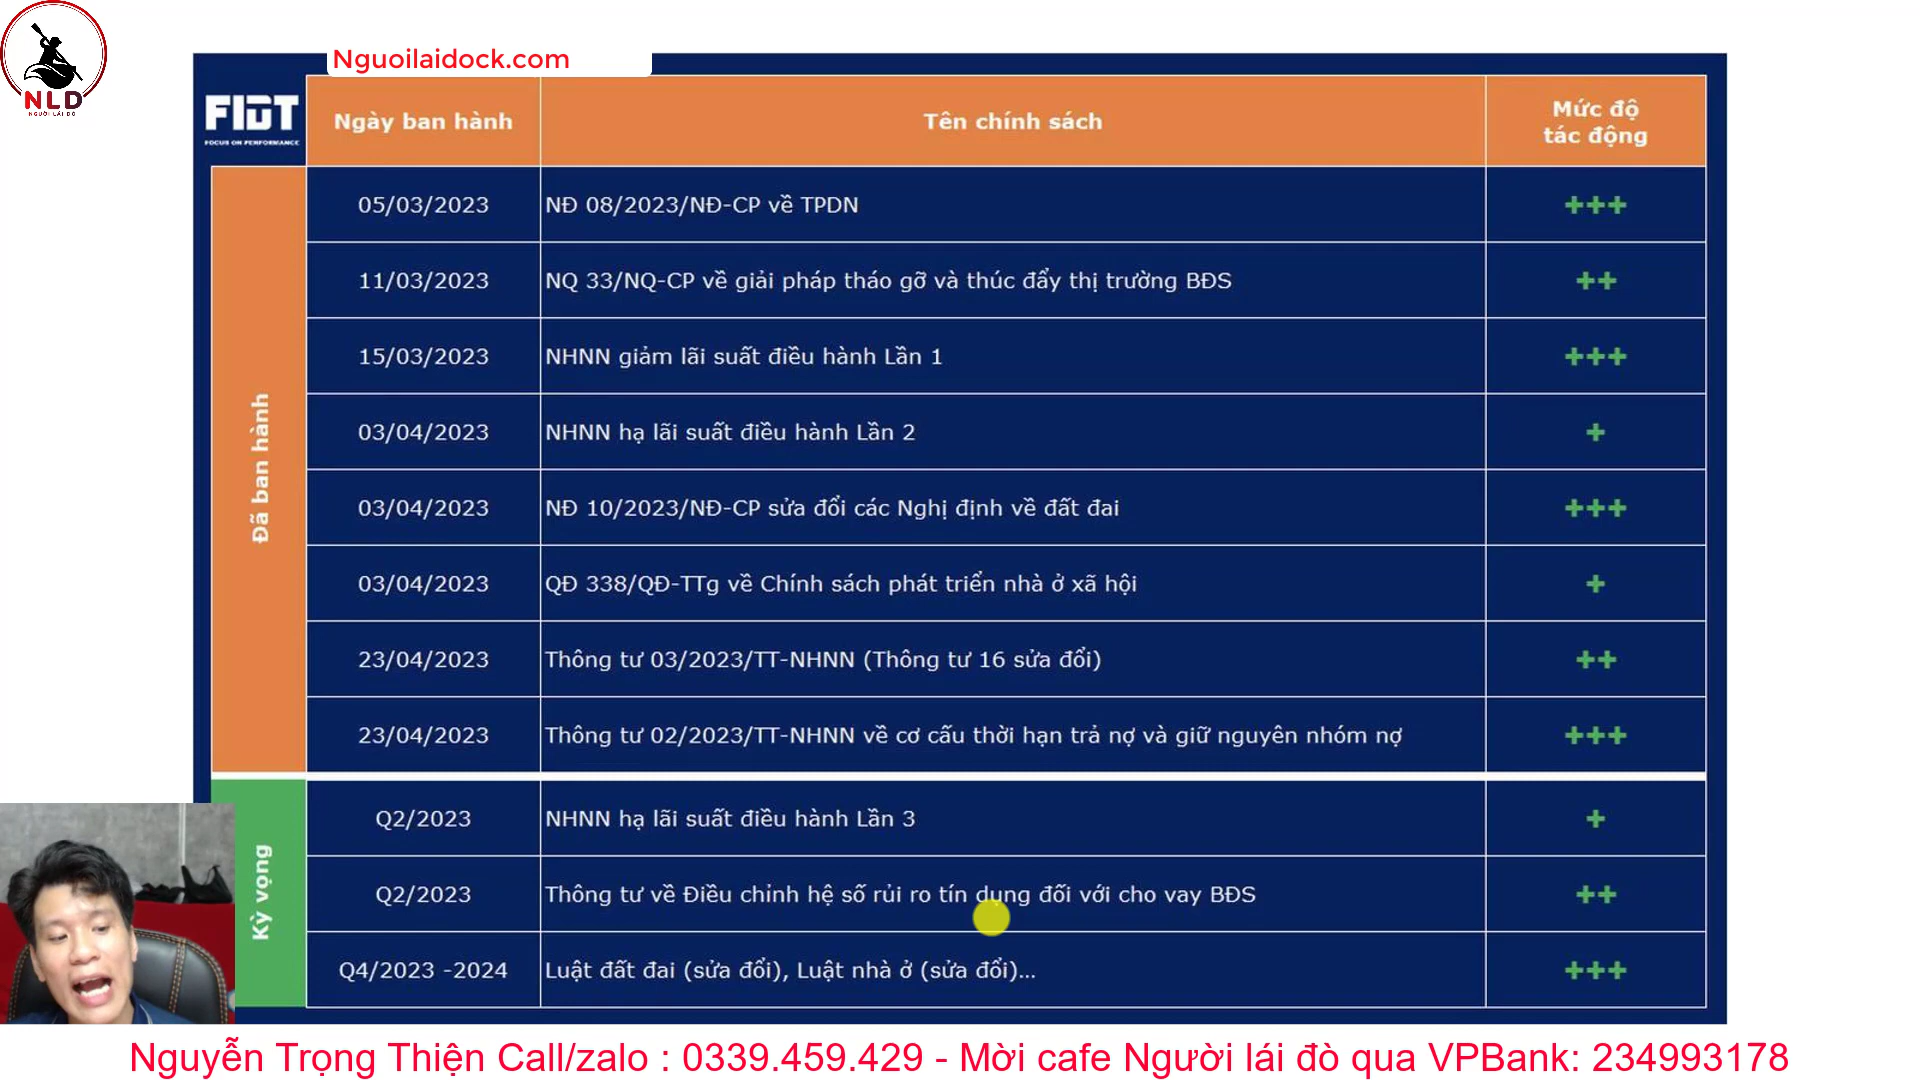 Nguoilaidock.com
NLD
NGƯỜI LÁI ĐÒ
FIDT
FOCUS ON PERFORMANCE
Ngày ban hành
Tên chính sách
Mức độ
tác động
Đã ban hành
05/03/2023 NĐ 08/2023/NĐ-CP về TPDN +++
11/03/2023 NQ 33/NQ-CP về giải pháp tháo gỡ và thúc đẩy thị trường BĐS ++
15/03/2023 NHNN giảm lãi suất điều hành Lần 1 +++
03/04/2023 NHNN hạ lãi suất điều hành Lần 2 +
03/04/2023 NĐ 10/2023/NĐ-CP sửa đổi các Nghị định về đất đai +++
03/04/2023 QĐ 338/QĐ-TTg về Chính sách phát triển nhà ở xã hội +
23/04/2023 Thông tư 03/2023/TT-NHNN (Thông tư 16 sửa đổi) ++
23/04/2023 Thông tư 02/2023/TT-NHNN về cơ cấu thời hạn trả nợ và giữ nguyên nhóm nợ +++
Kỳ vọng
Q2/2023 NHNN hạ lãi suất điều hành Lần 3 +
Q2/2023 Thông tư về Điều chỉnh hệ số rủi ro tín dụng đối với cho vay BĐS ++
Q4/2023 -2024 Luật đất đai (sửa đổi), Luật nhà ở (sửa đổi)... +++
Nguyễn Trọng Thiện Call/zalo : 0339.459.429 - Mời cafe Người lái đò qua VPBank: 234993178